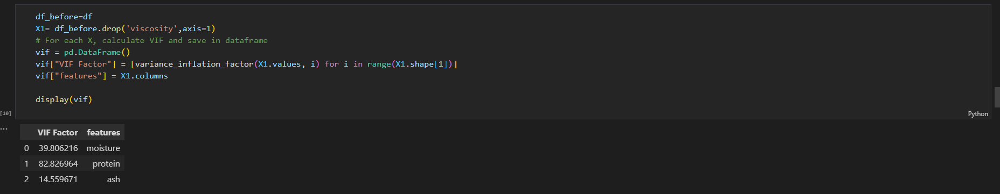 df_before=df
X1= df_before.drop('viscosity',axis=1)
# For each X, calculate VIF and save in dataframe
vif = pd.DataFrame()
vif["VIF Factor"] = [variance_inflation_factor(X1.values, i) for i in range(X1.shape[1])]
vif["features"] = X1.columns
display(vif)
[10]
Python
...
VIF Factor features
0 39.806216 moisture
1 82.826964 protein
2 14.559671 ash